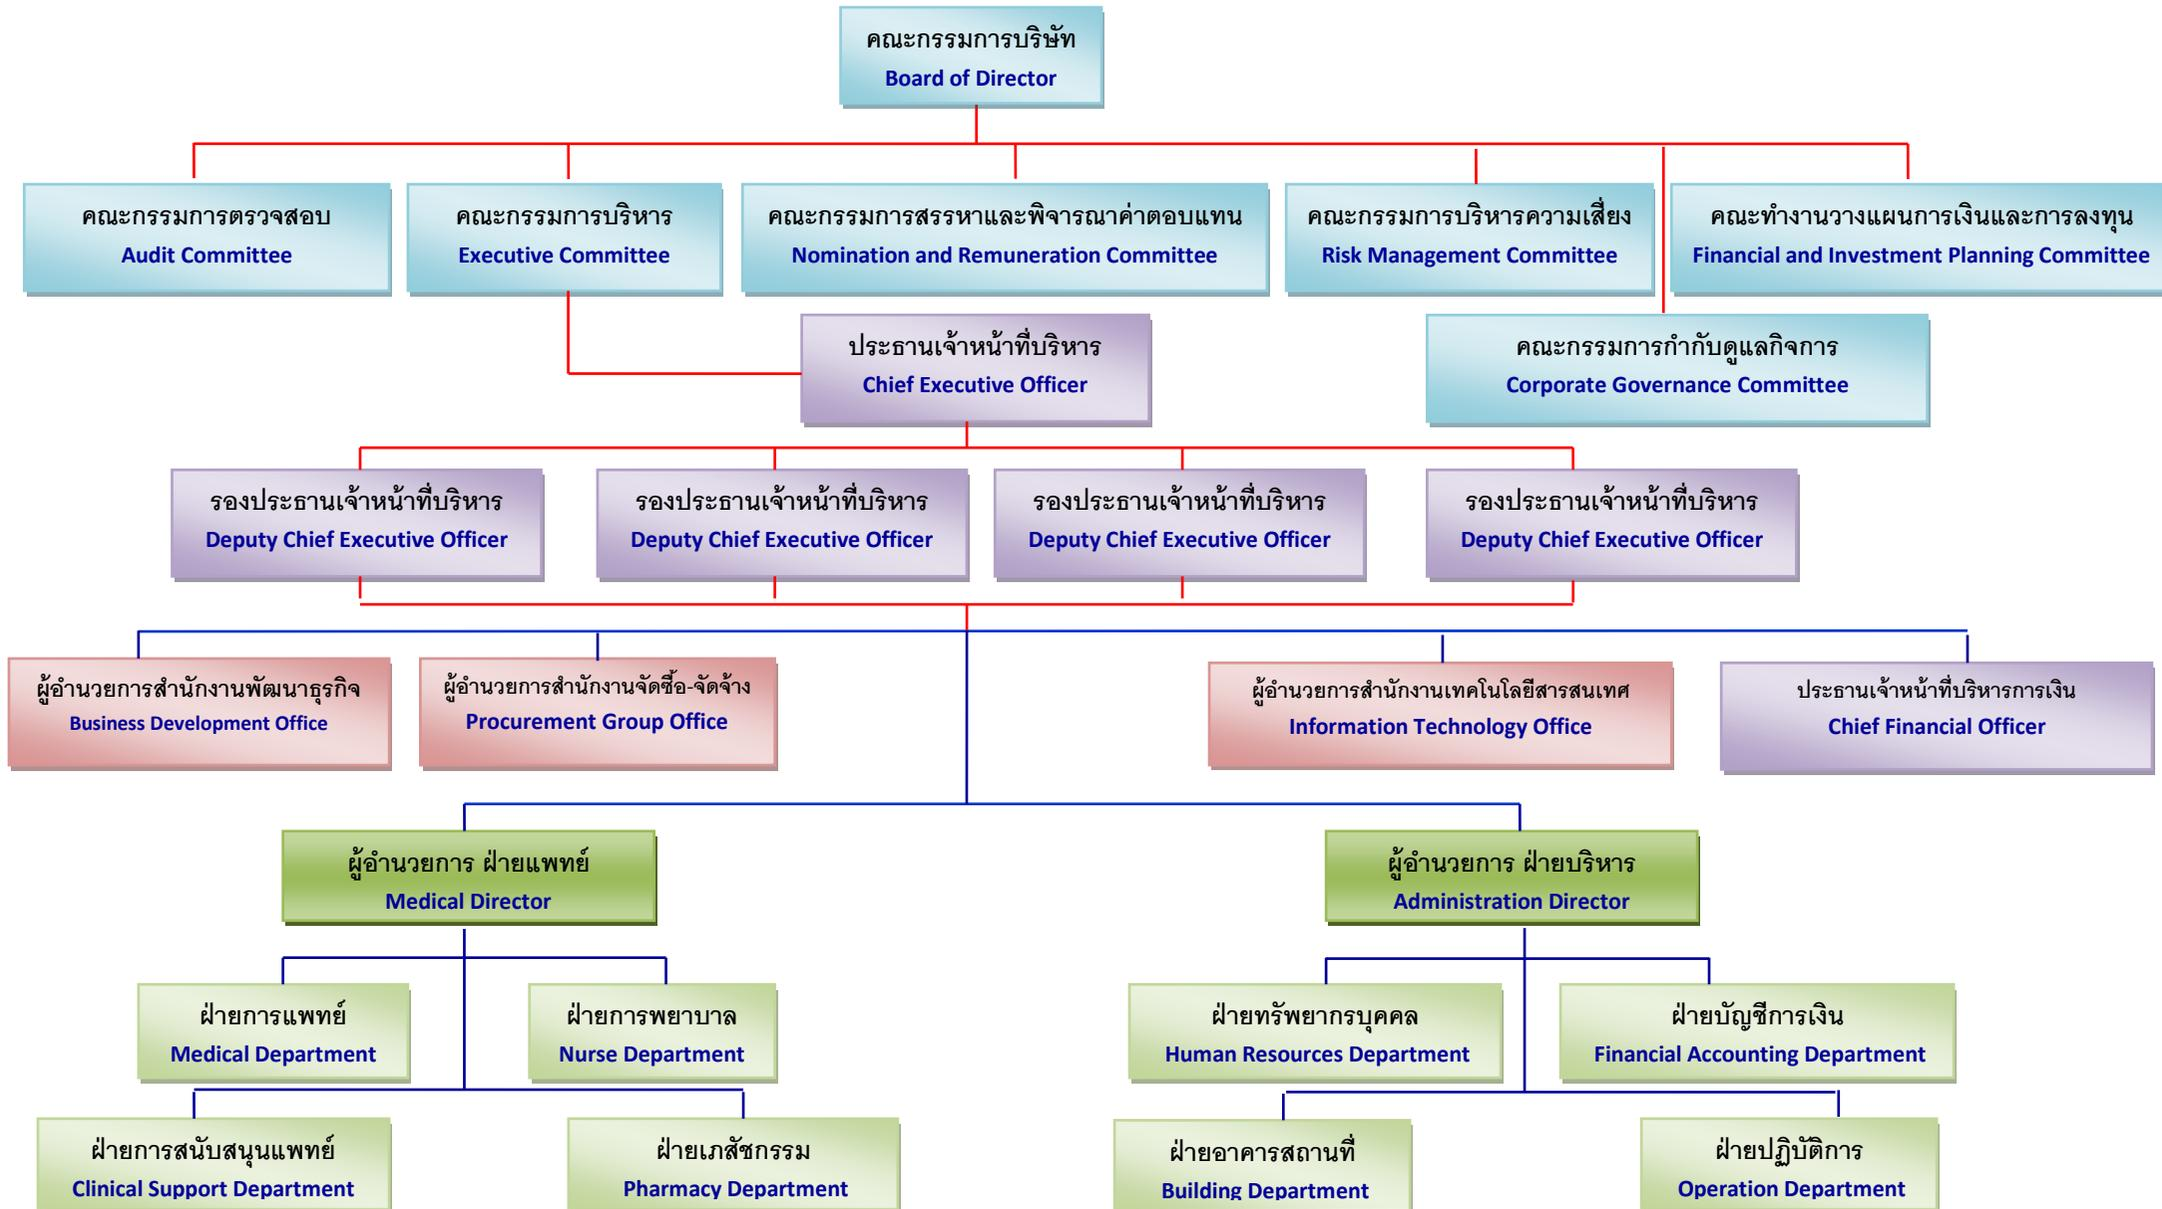 คณะกรรมการบริษัท
Board of Director
คณะกรรมการตรวจสอบ
Audit Committee
คณะกรรมการบริหาร
Executive Committee
คณะกรรมการสรรหาและพิจารณาค่าตอบแทน
Nomination and Remuneration Committee
คณะกรรมการบริหารความเสี่ยง
Risk Management Committee
คณะทำงานวางแผนการเงินและการลงทุน
Financial and Investment Planning Committee
ประธานเจ้าหน้าที่บริหาร
Chief Executive Officer
คณะกรรมการกำกับดูแลกิจการ
Corporate Governance Committee
รองประธานเจ้าหน้าที่บริหาร
Deputy Chief Executive Officer
รองประธานเจ้าหน้าที่บริหาร
Deputy Chief Executive Officer
รองประธานเจ้าหน้าที่บริหาร
Deputy Chief Executive Officer
รองประธานเจ้าหน้าที่บริหาร
Deputy Chief Executive Officer
ผู้อำนวยการสำนักงานพัฒนาธุรกิจ
Business Development Office
ผู้อำนวยการสำนักงานจัดซื้อ-จัดจ้าง
Procurement Group Office
ผู้อำนวยการสำนักงานเทคโนโลยีสารสนเทศ
Information Technology Office
ประธานเจ้าหน้าที่บริหารการเงิน
Chief Financial Officer
ผู้อำนวยการ ฝ่ายแพทย์
Medical Director
ผู้อำนวยการ ฝ่ายบริหาร
Administration Director
ฝ่ายการแพทย์
Medical Department
ฝ่ายการพยาบาล
Nurse Department
ฝ่ายทรัพยากรบุคคล
Human Resources Department
ฝ่ายบัญชีการเงิน
Financial Accounting Department
ฝ่ายการสนับสนุนแพทย์
Clinical Support Department
ฝ่ายเภสัชกรรม
Pharmacy Department
ฝ่ายอาคารสถานที่
Building Department
ฝ่ายปฏิบัติการ
Operation Department